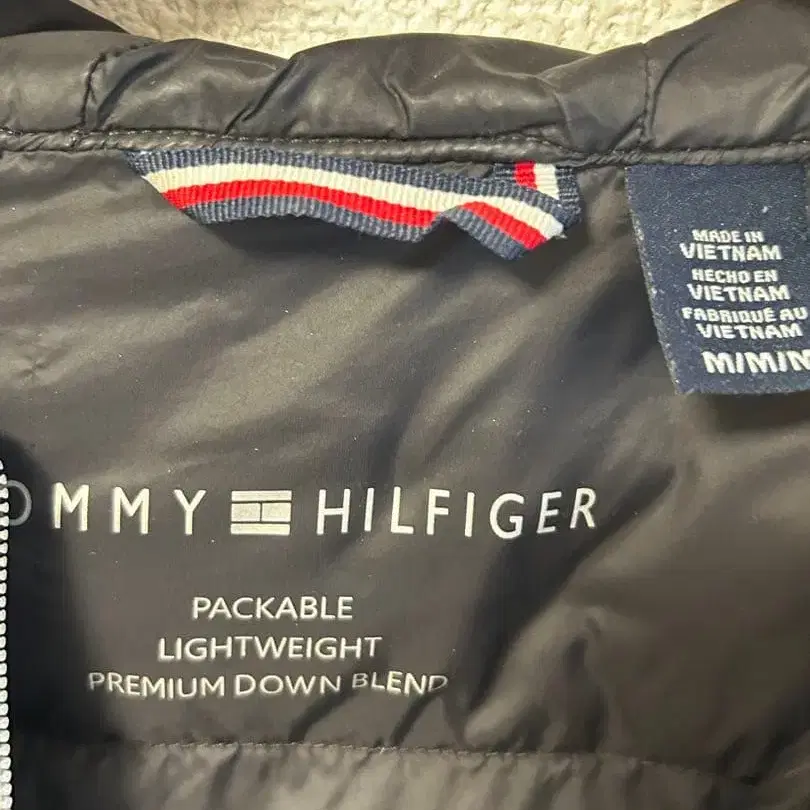 MADE IN
VIETNAM
HECHO EN
VIETNAM
FABRIQUÉ AU
VIETNAM
M/M/M
OMMY HILFIGER
PACKABLE
LIGHTWEIGHT
PREMIUM DOWN BLEND